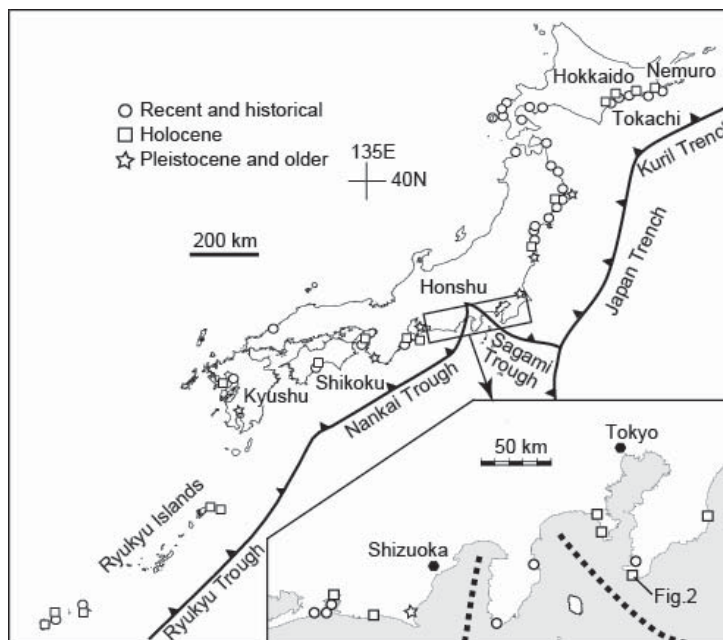 Hokkaido
Nemuro
Recent and historical
Holocene
Tokachi
Pleistocene and older
135E
40N
Kuril Trench
200 km
Japan Trench
Honshu
Sagami
Trough
Shikoku
Nankai Trough
Kyushu
50 km
Tokyo
Ryukyu Islands
Shizuoka
Ryukyu Trough
Fig.2